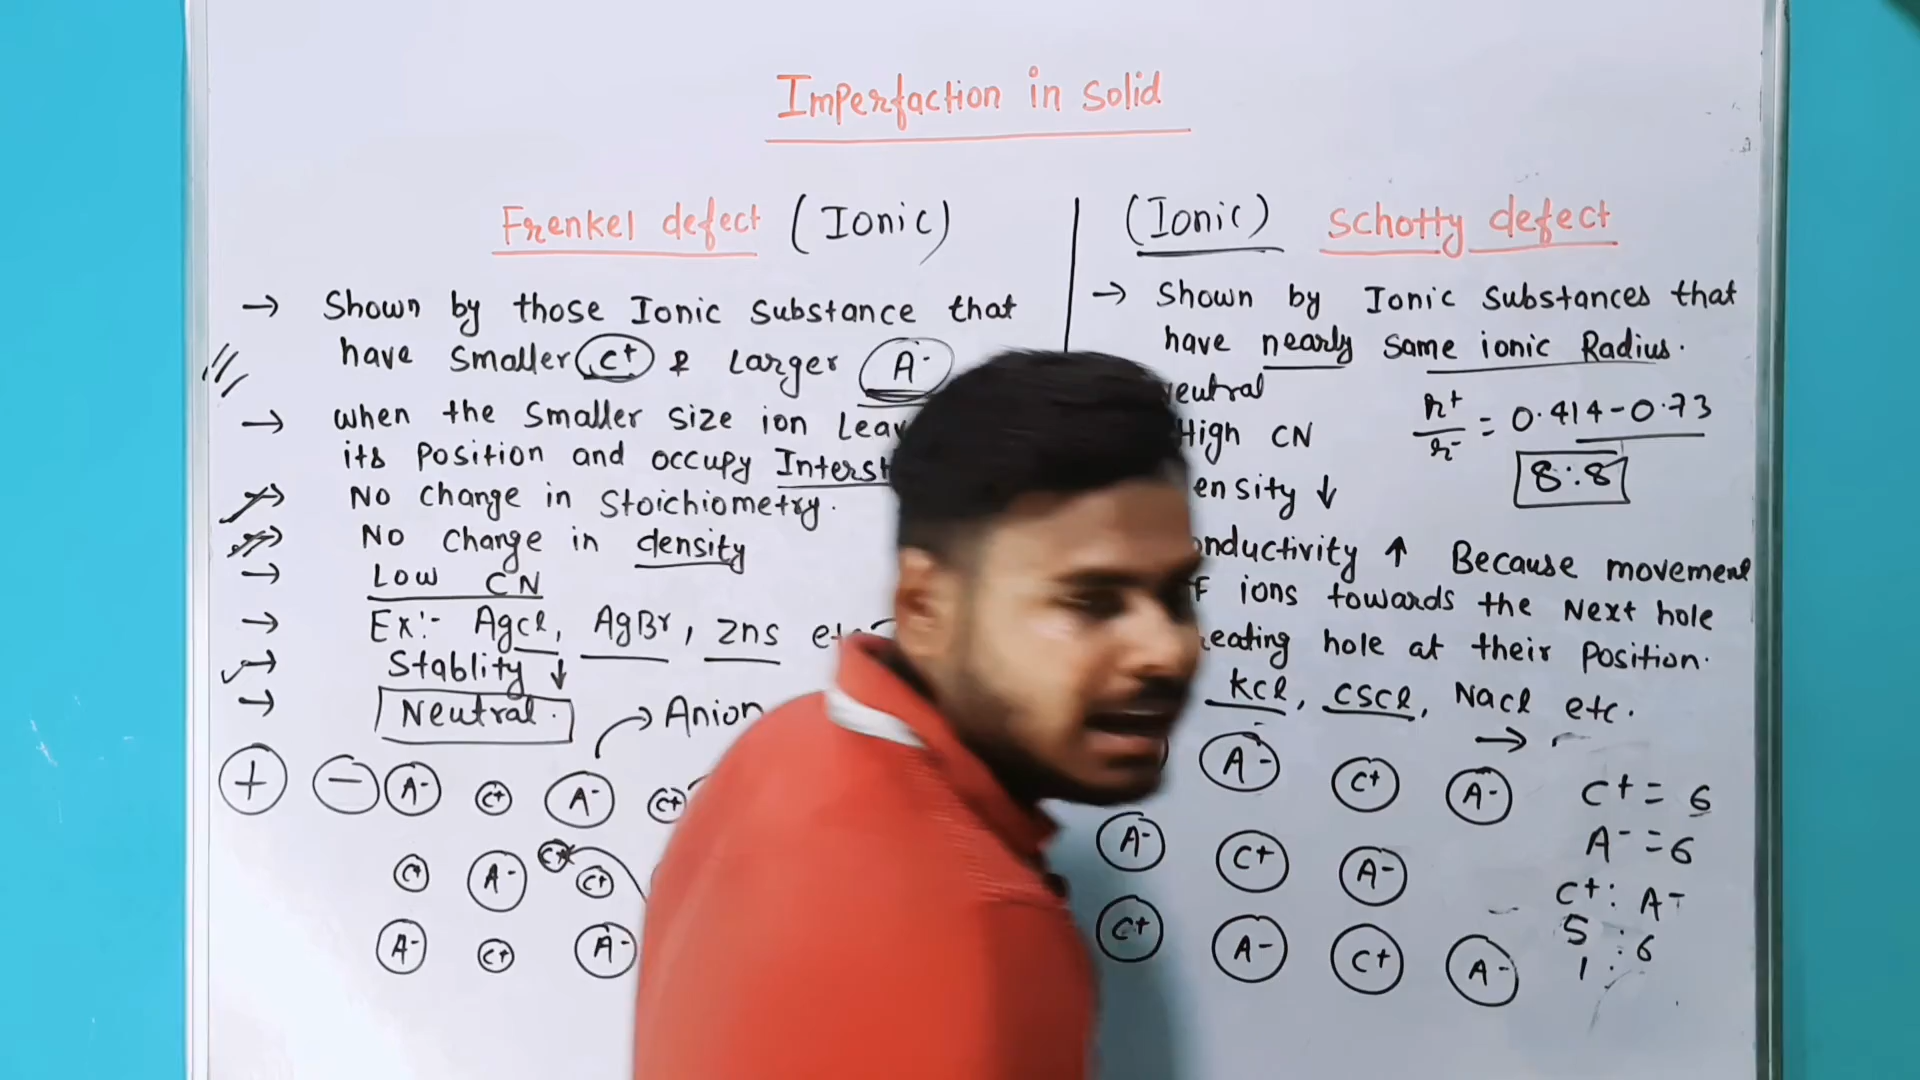 Imperfaction in solid
Frenkel defect (Ionic)
→ Shown by those Ionic Substance that
have Smaller C+ & Larger A-
→ when the Smaller Size ion
its Position and occupy
→ No change in Stoichiometry.
→ No change in density
→ Low CN
→ Ex:- Agcl, AgBr, zns
→ Stablity ↓
→ Neutral.
→ Anion
+ - A- C+ A- C+
C+ A- C+ C+
A- C+ A-
(Ionic) Schotty defect
→ Shown by Ionic Substances that
have nearly Same ionic Radius.
High CN
r+/r- = 0.414-0.73
8:8
↓
↑ Because
ions towards the Next hole
hole at their Position.
kcl, cscl, Nacl etc.
→
A- C+ A-
A- C+ A-
C+ A- C+ A-
C+ = 6
A- = 6
C+ : A-
5 : 6
1 :